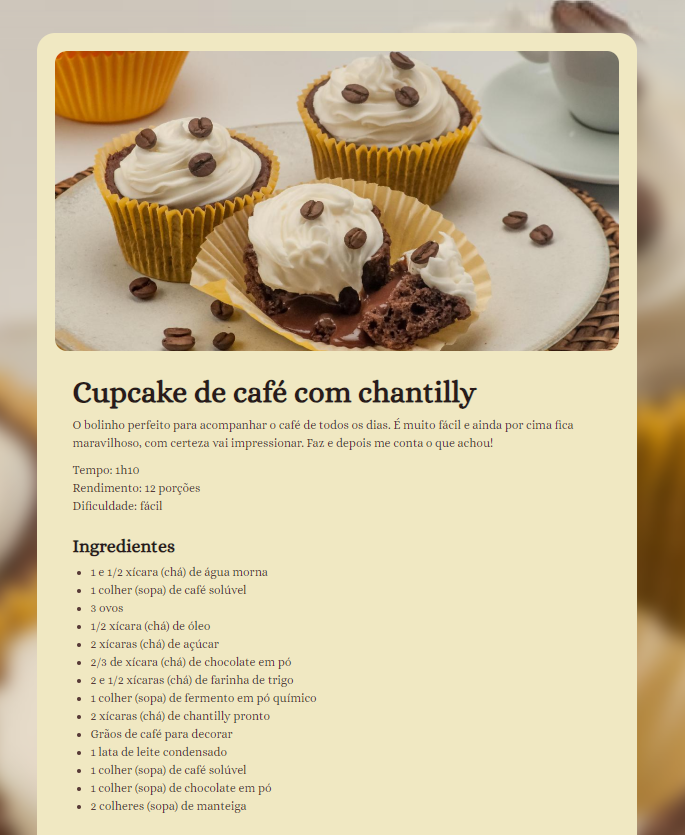 Cupcake de café com chantilly
O bolinho perfeito para acompanhar o café de todos os dias. É muito fácil e ainda por cima fica
maravilhoso, com certeza vai impressionar. Faz e depois me conta o que achou!
Tempo: 1h10
Rendimento: 12 porções
Dificuldade: fácil
Ingredientes
1 e 1/2 xícara (chá) de água morna
1 colher (sopa) de café solúvel
3 ovos
1/2 xícara (chá) de óleo
2 xícaras (chá) de açúcar
2/3 de xícara (chá) de chocolate em pó
2 e 1/2 xícaras (chá) de farinha de trigo
1 colher (sopa) de fermento em pó químico
2 xícaras (chá) de chantilly pronto
Grãos de café para decorar
1 lata de leite condensado
1 colher (sopa) de café solúvel
1 colher (sopa) de chocolate em pó
2 colheres (sopa) de manteiga